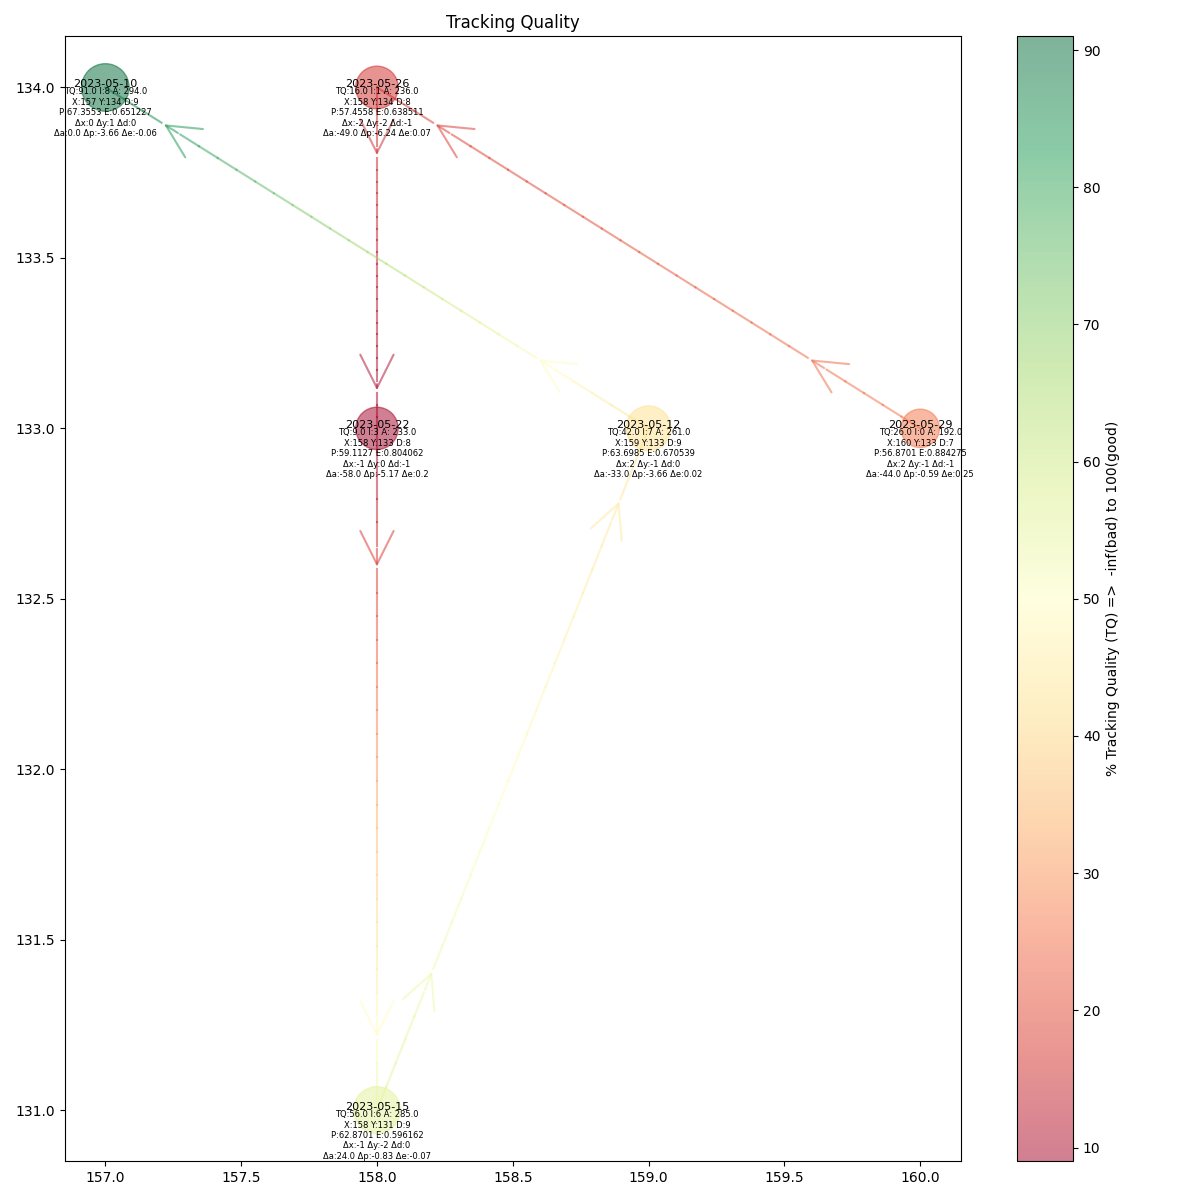 Tracking Quality
134.0
133.5
133.0
132.5
132.0
131.5
131.0
2023-05-10
TQ:91.0 I:8 A: 294.0
X:157 Y:134 D:9
P:67.3553 E:0.651227
Δx:0 Δy:1 Δd:0
Δa:0.0 Δp:-3.66 Δe:-0.06
2023-05-26
TQ:16.0 I:1 A: 236.0
X:158 Y:134 D:8
P:57.4558 E:0.638511
Δy:-2 Δd:-1
Δa:-49.0 Δp:-6.24 Δe:0.07
2023-05-22
TQ:9.0 I:3 A: 233.0
X:158 Y:133 D:8
P:59.1127 E:0.804062
Δx:-1 Δy:0 Δd:-1
Δa:-58.0 Δp:-5.17 Δe:0.2
2023-05-12
TQ:42.0 I:7 A: 261.0
X:159 Y:133 D:9
P:63.6985 E:0.670539
Δx:2 Δy:-1 Δd:0
Δa:-33.0 Δp:-3.66 Δe:0.02
2023-05-29
TQ:26.0 I:0 A: 192.0
X:160 Y:133 D:7
P:56.8701 E:0.884275
Δx:2 Δy:-1 Δd:-1
Δa:-44.0 Δp:-0.59 Δe:0.25
2023-05-15
TQ:56.0 I:6 A: 285.0
X:158 Y:131 D:9
P:62.8701 E:0.596162
Δx:-1 Δy:-2 Δd:0
Δa:24.0 Δp:-0.83 Δe:-0.07
157.0
157.5
158.0
158.5
159.0
159.5
160.0
90
80
70
60
50
40
30
20
10
% Tracking Quality (TQ) =>  -inf(bad) to 100(good)